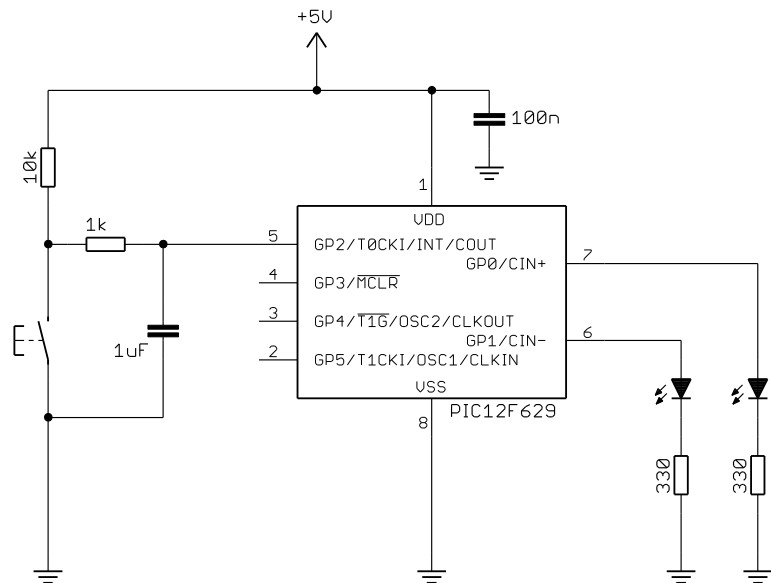 +5V
100n
10k
1
VDD
1k
5
GP2/T0CKI/INT/COUT
GP0/CIN+
7
4
GP3/MCLR
3
GP4/T1G/OSC2/CLKOUT
GP1/CIN-
6
1uF
2
GP5/T1CKI/OSC1/CLKIN
VSS
PIC12F629
8
330
330